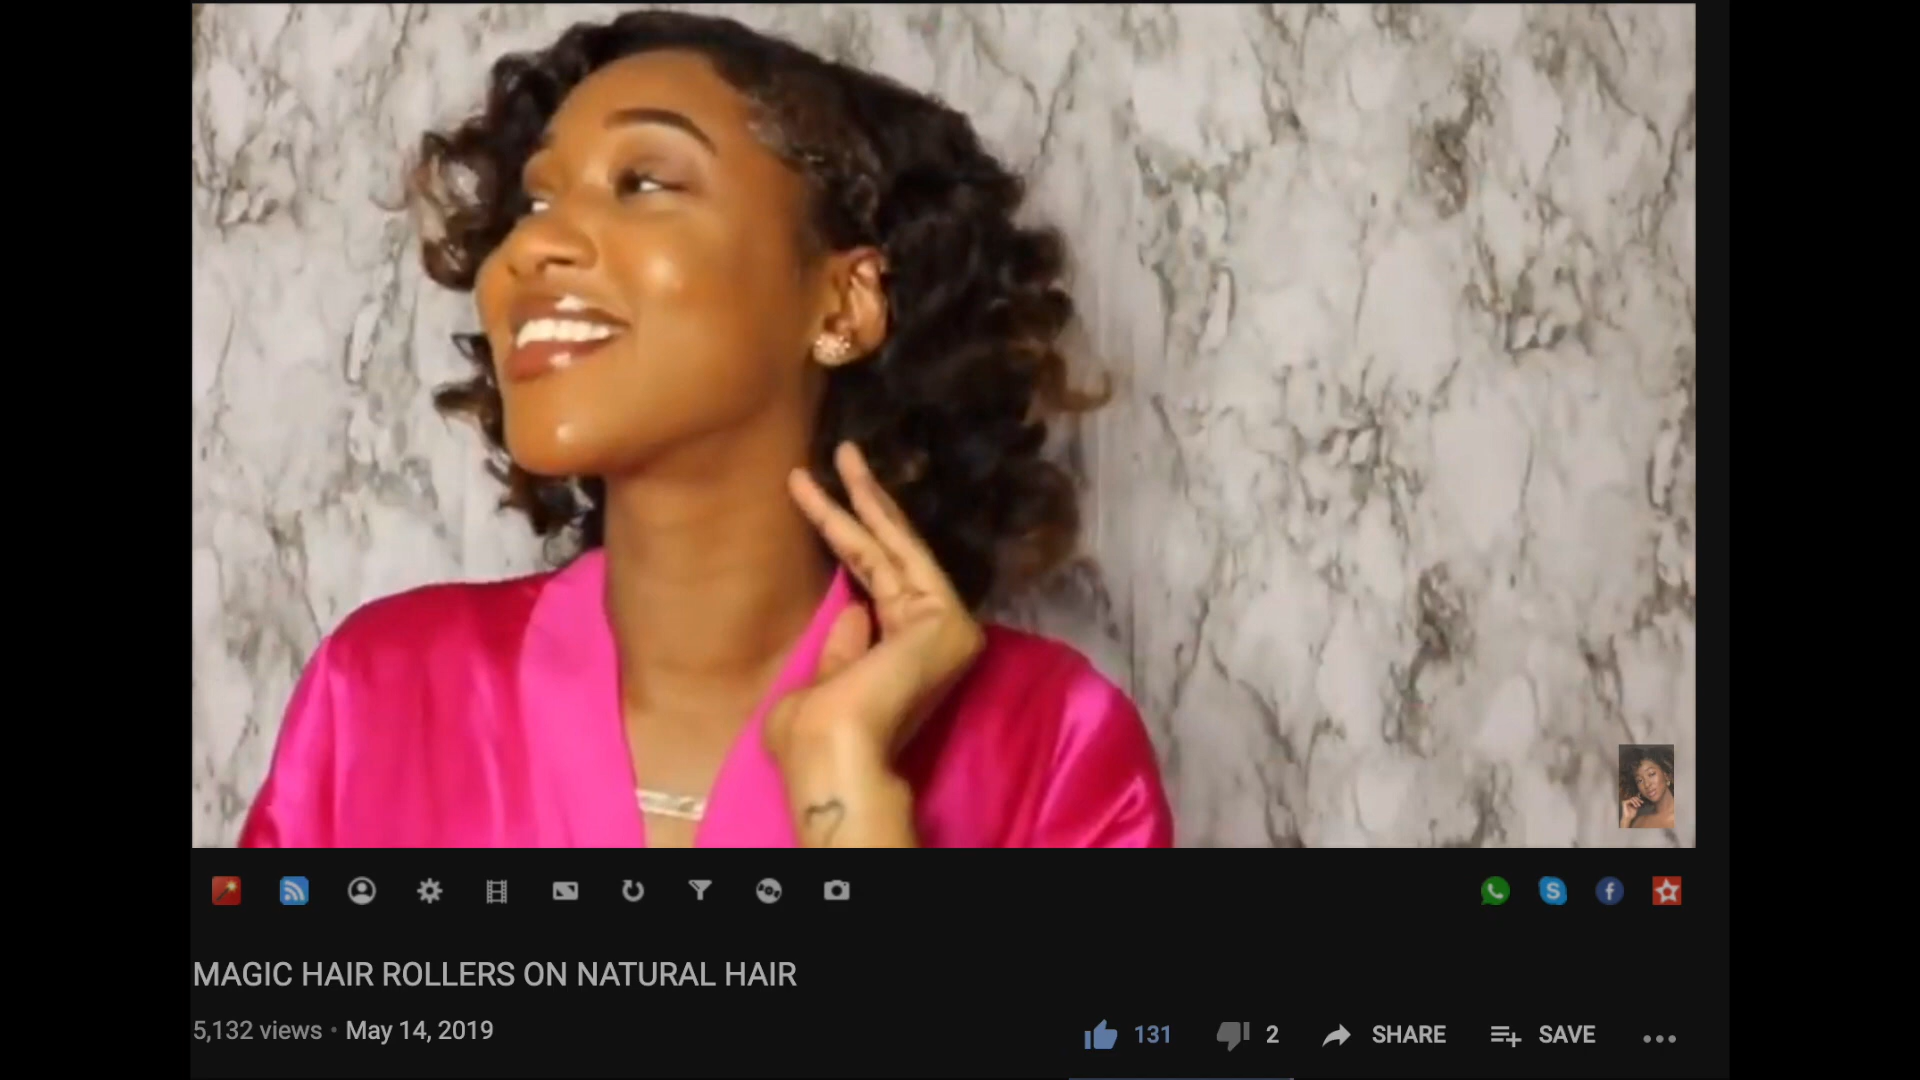 MAGIC HAIR ROLLERS ON NATURAL HAIR
5,132 views • May 14, 2019
131
2
SHARE
SAVE